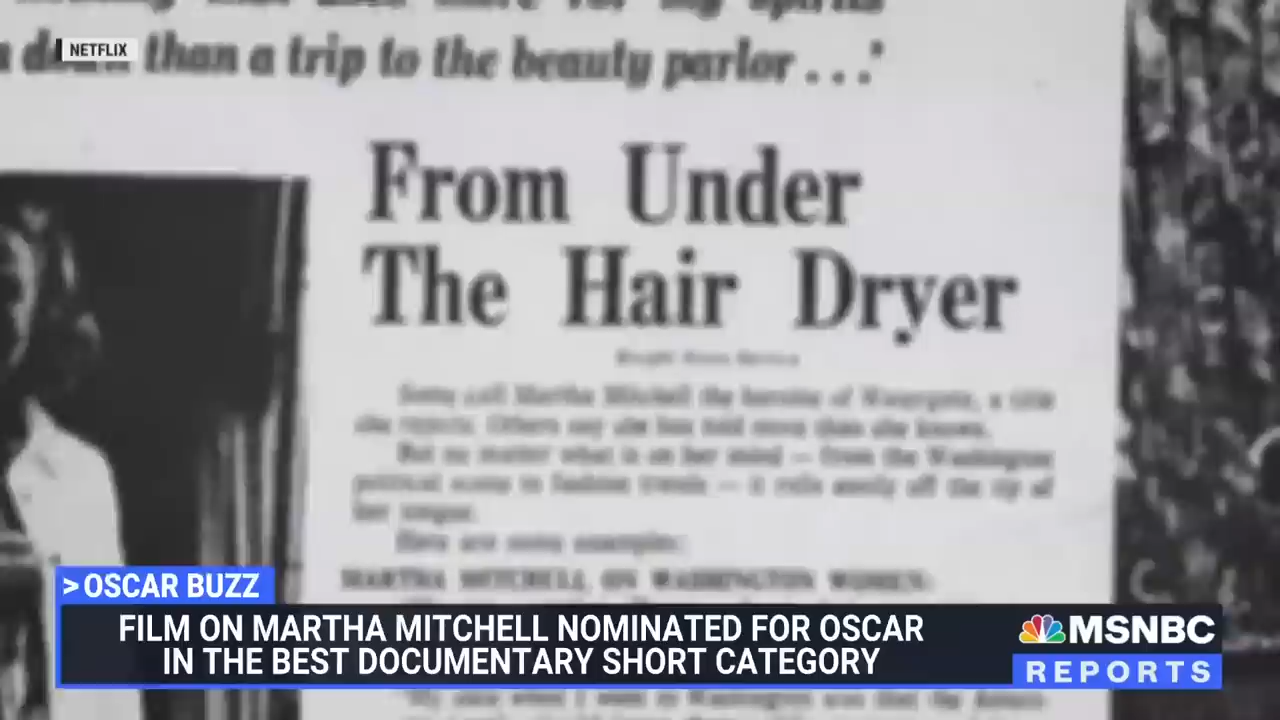 NETFLIX
than a trip to the beauty parlor . . .'
From Under
The Hair Dryer
Some call Martha Mitchell the heroine of Watergate, a title
she rejects. Others say she has told more than she knows.
But no matter what is on her mind — from the Washington
political scene to fashion trends — it rolls easily off the tip of
her tongue.
Here are some examples:
MARTHA MITCHELL ON WASHINGTON WOMEN:
> OSCAR BUZZ
FILM ON MARTHA MITCHELL NOMINATED FOR OSCAR
IN THE BEST DOCUMENTARY SHORT CATEGORY
MSNBC
REPORTS